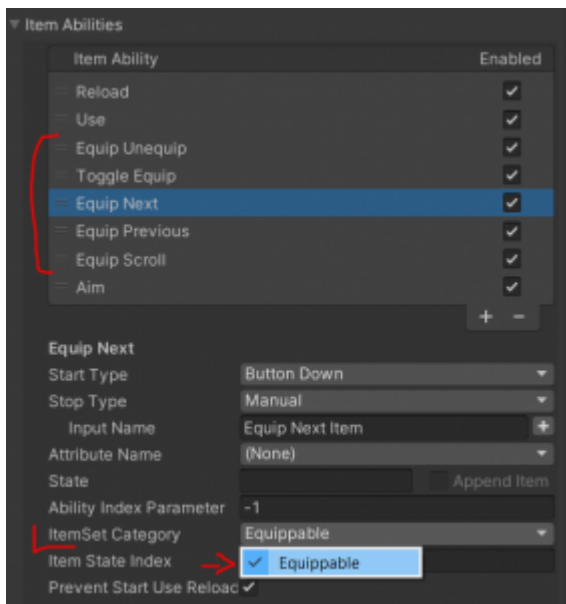 Item Abilities
Item Ability Enabled
Reload
Use
Equip Unequip
Toggle Equip
Equip Next
Equip Previous
Equip Scroll
Aim
+ -
Equip Next
Start Type Button Down
Stop Type Manual
Input Name Equip Next Item +
Attribute Name (None)
State Append Item
Ability Index Parameter -1
ItemSet Category Equippable
Item State Index Equippable
Prevent Start Use Reload